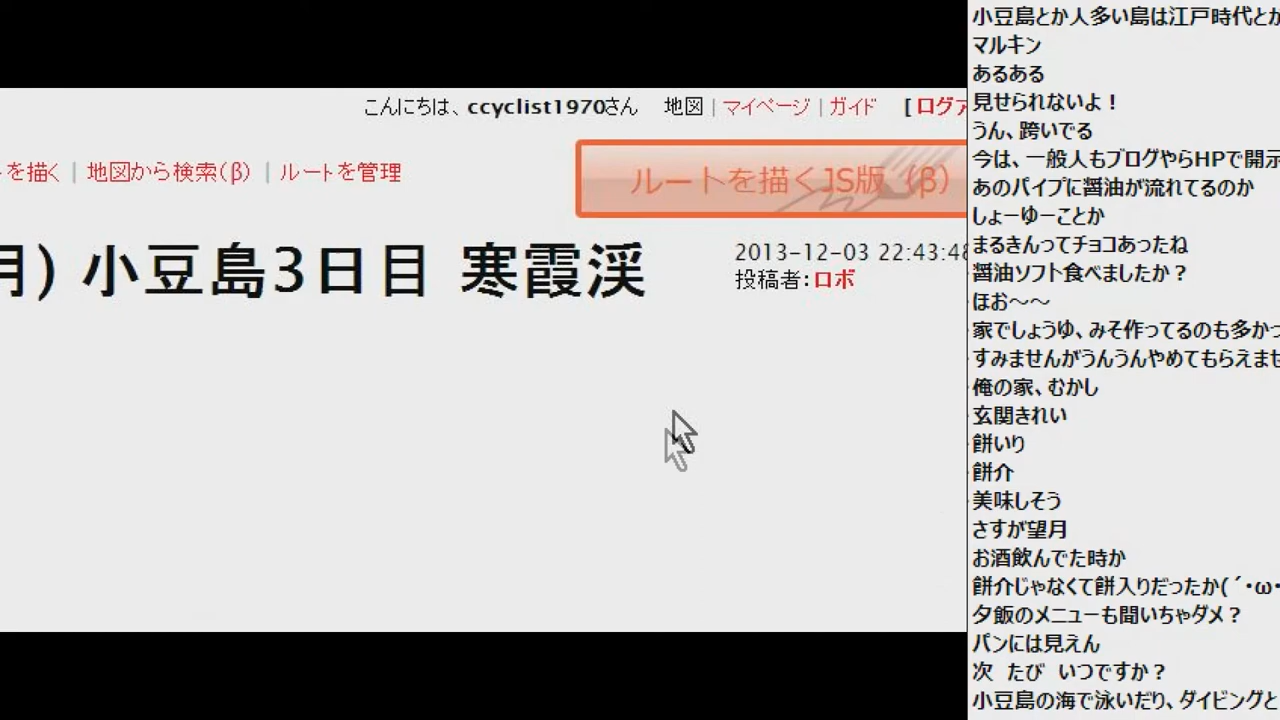 こんにちは、ccyclist1970さん 地図 | マイページ | ガイド [ログア
を描く | 地図から検索(β) | ルートを管理
ルートを描くJS版（β）
月) 小豆島3日目 寒霞渓
2013-12-03 22:43:48
投稿者:ロボ
小豆島とか人多い島は江戸時代とか
マルキン
あるある
見せられないよ！
うん、跨いでる
今は、一般人もブログやらHPで開示
あのパイプに醤油が流れてるのか
しょーゆーことか
まるきんってチョコあったね
醤油ソフト食べましたか？
ほお～～
家でしょうゆ、みそ作ってるのも多かっ
すみませんがうんうんやめてもらえませ
俺の家、むかし
玄関きれい
餅いり
餅介
美味しそう
さすが望月
お酒飲んでた時か
餅介じゃなくて餅入りだったか(´・ω・
夕飯のメニューも聞いちゃダメ？
パンには見えん
次 たび いつですか？
小豆島の海で泳いだり、ダイビングと